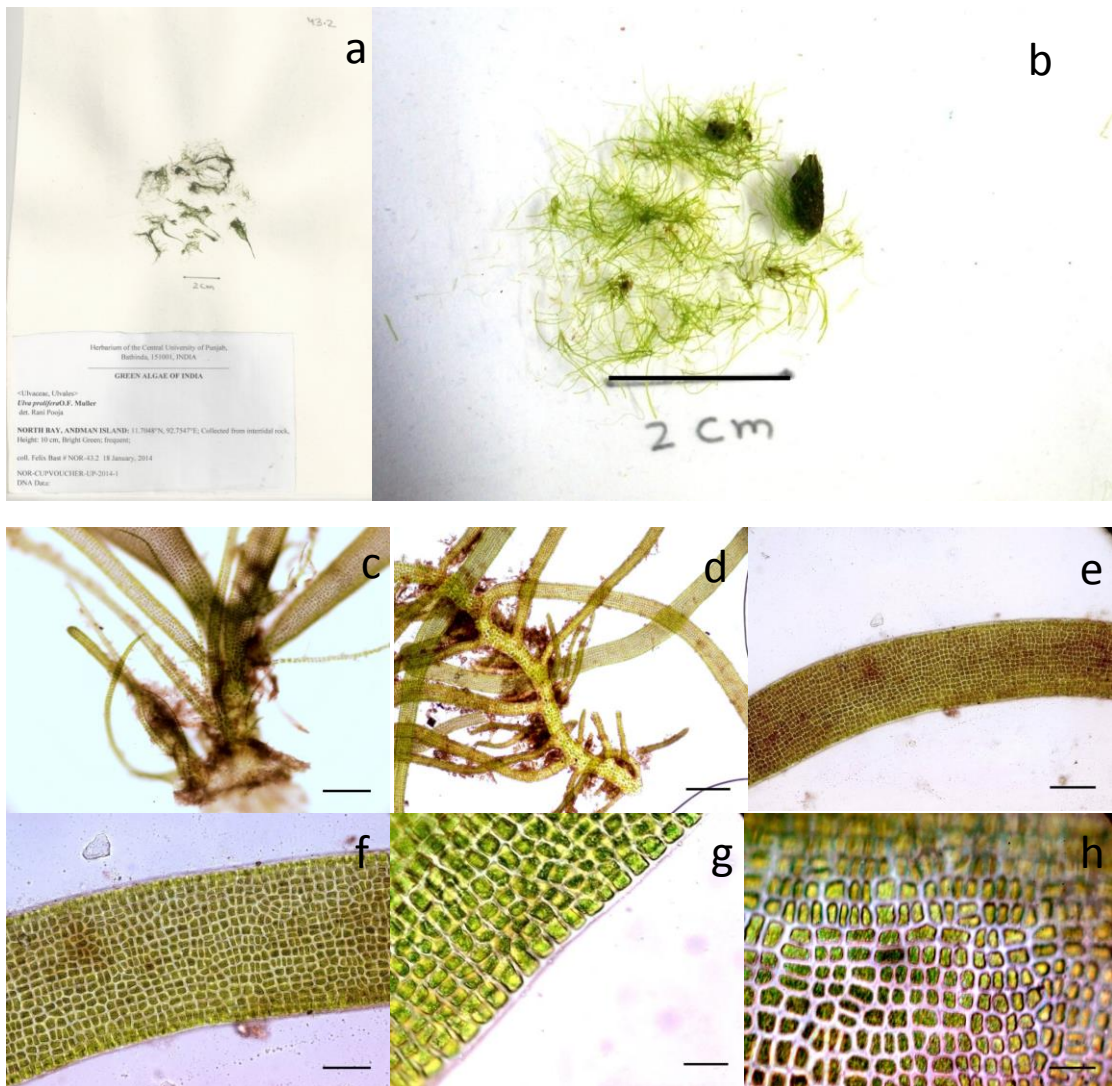 43.2
a
2 cm
Herbarium of the Central University of Punjab,
Bathinda, 151001, INDIA
GREEN ALGAE OF INDIA
<Ulvaceae, Ulvales>
Ulva proliferaO.F. Muller
det. Rani Pooja
NORTH BAY, ANDMAN ISLAND: 11.7048°N, 92.7547°E; Collected from intertidal rock,
Height: 10 cm, Bright Green; frequent;
coll. Felix Bast # NOR-43.2 18 January, 2014
NOR-CUPVOUCHER-UP-2014-1
DNA Data:
b
2 cm
c
d
e
f
g
h